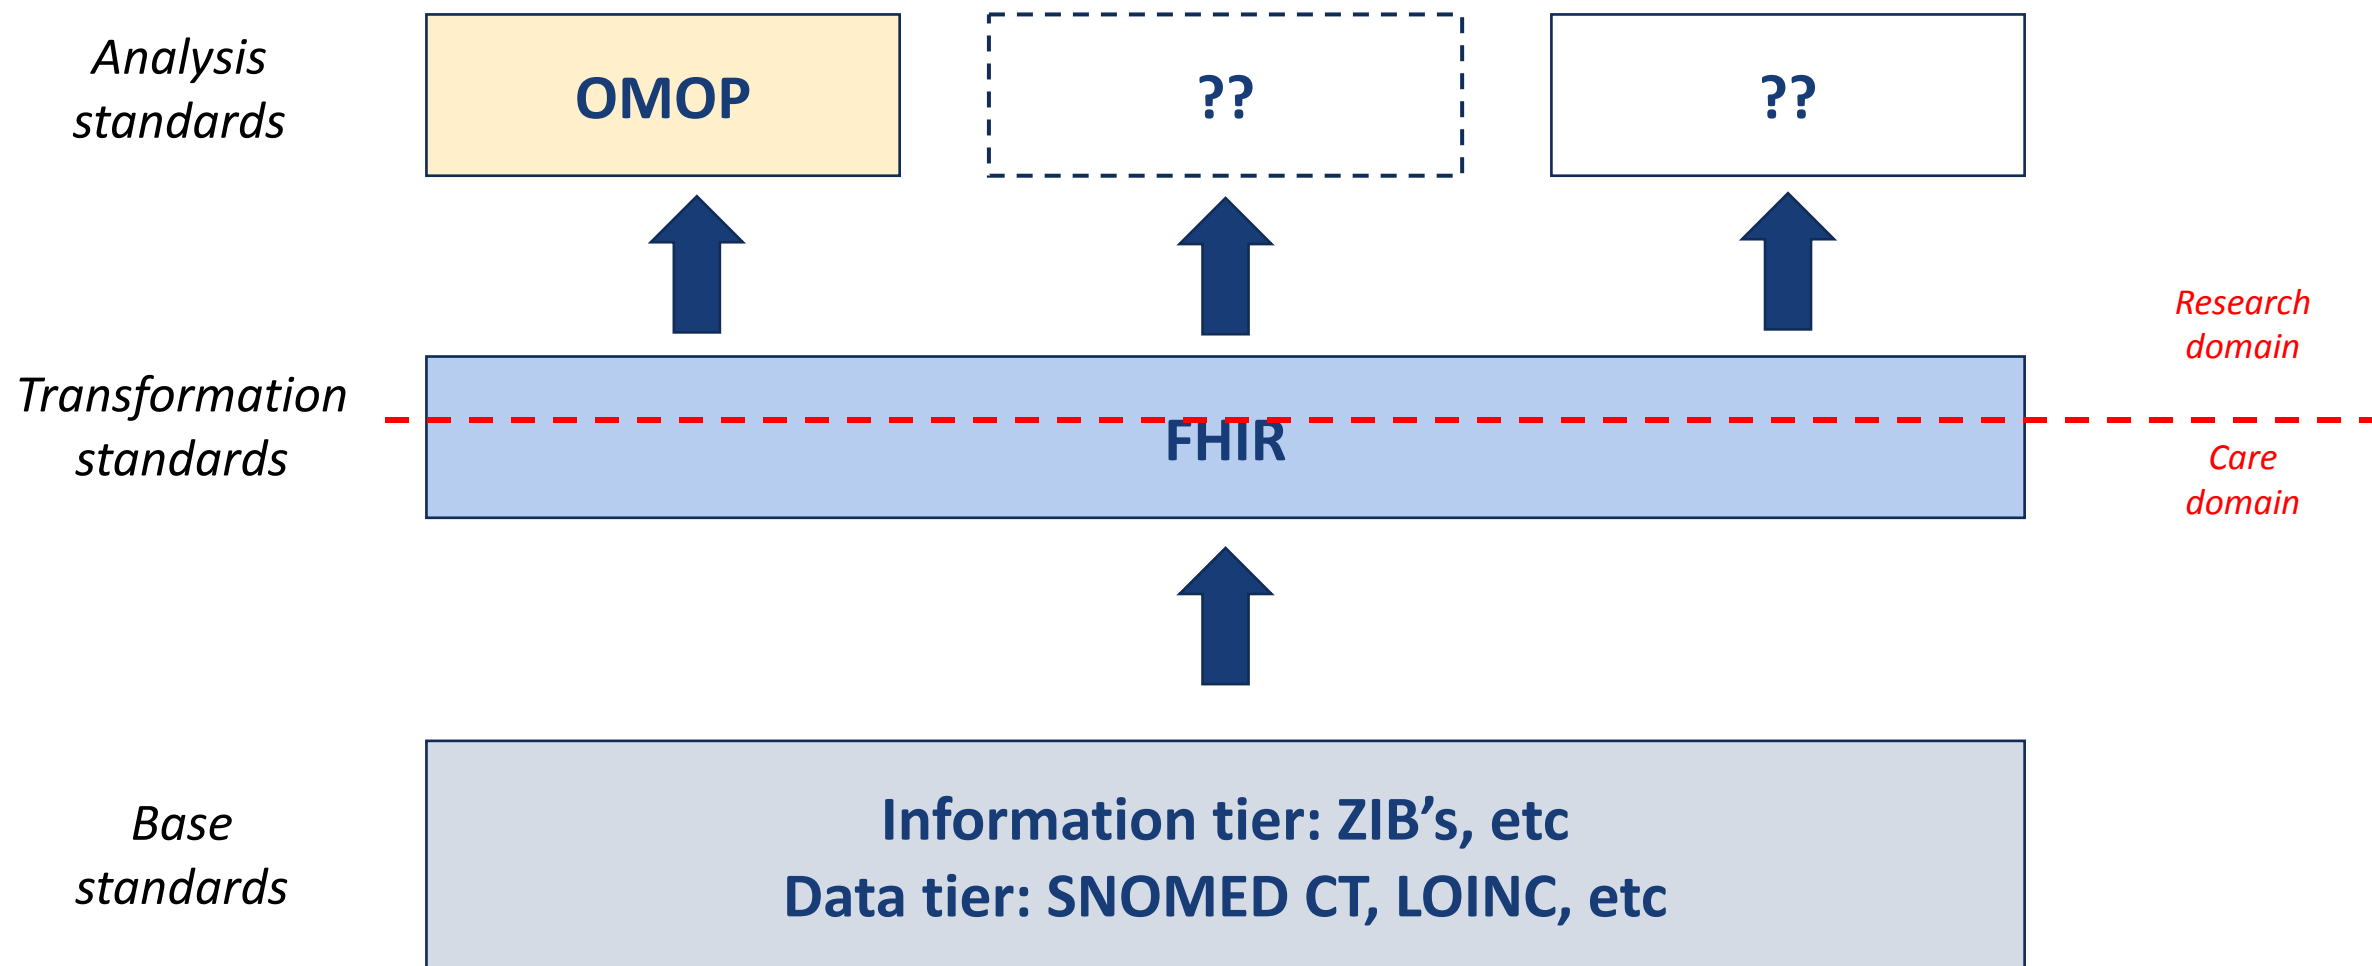 Analysis
standards
OMOP
??
??
Research
domain
Transformation
standards
FHIR
Care
domain
Base
standards
Information tier: ZIB’s, etc
Data tier: SNOMED CT, LOINC, etc